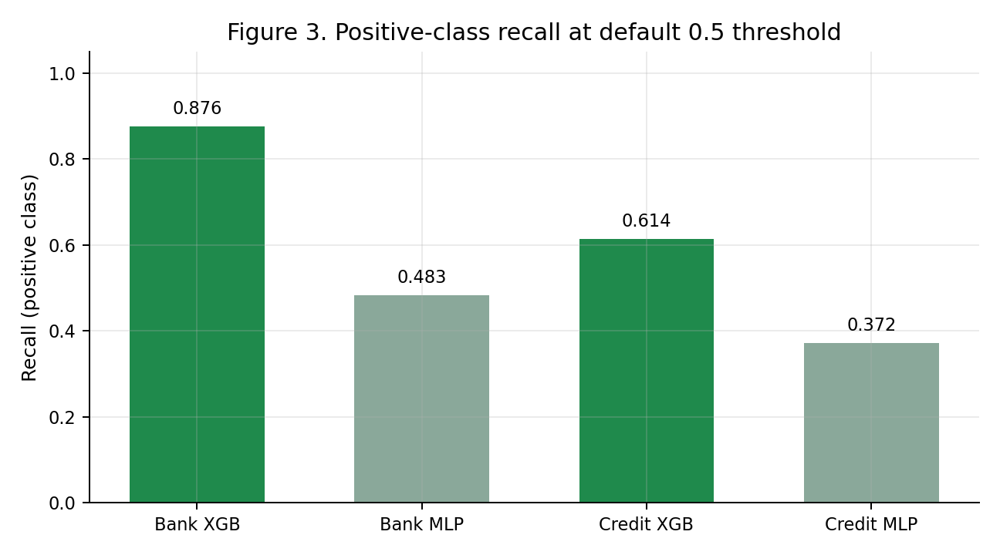 Figure 3. Positive-class recall at default 0.5 threshold
Recall (positive class)
1.0
0.8
0.6
0.4
0.2
0.0
0.876
0.483
0.614
0.372
Bank XGB
Bank MLP
Credit XGB
Credit MLP